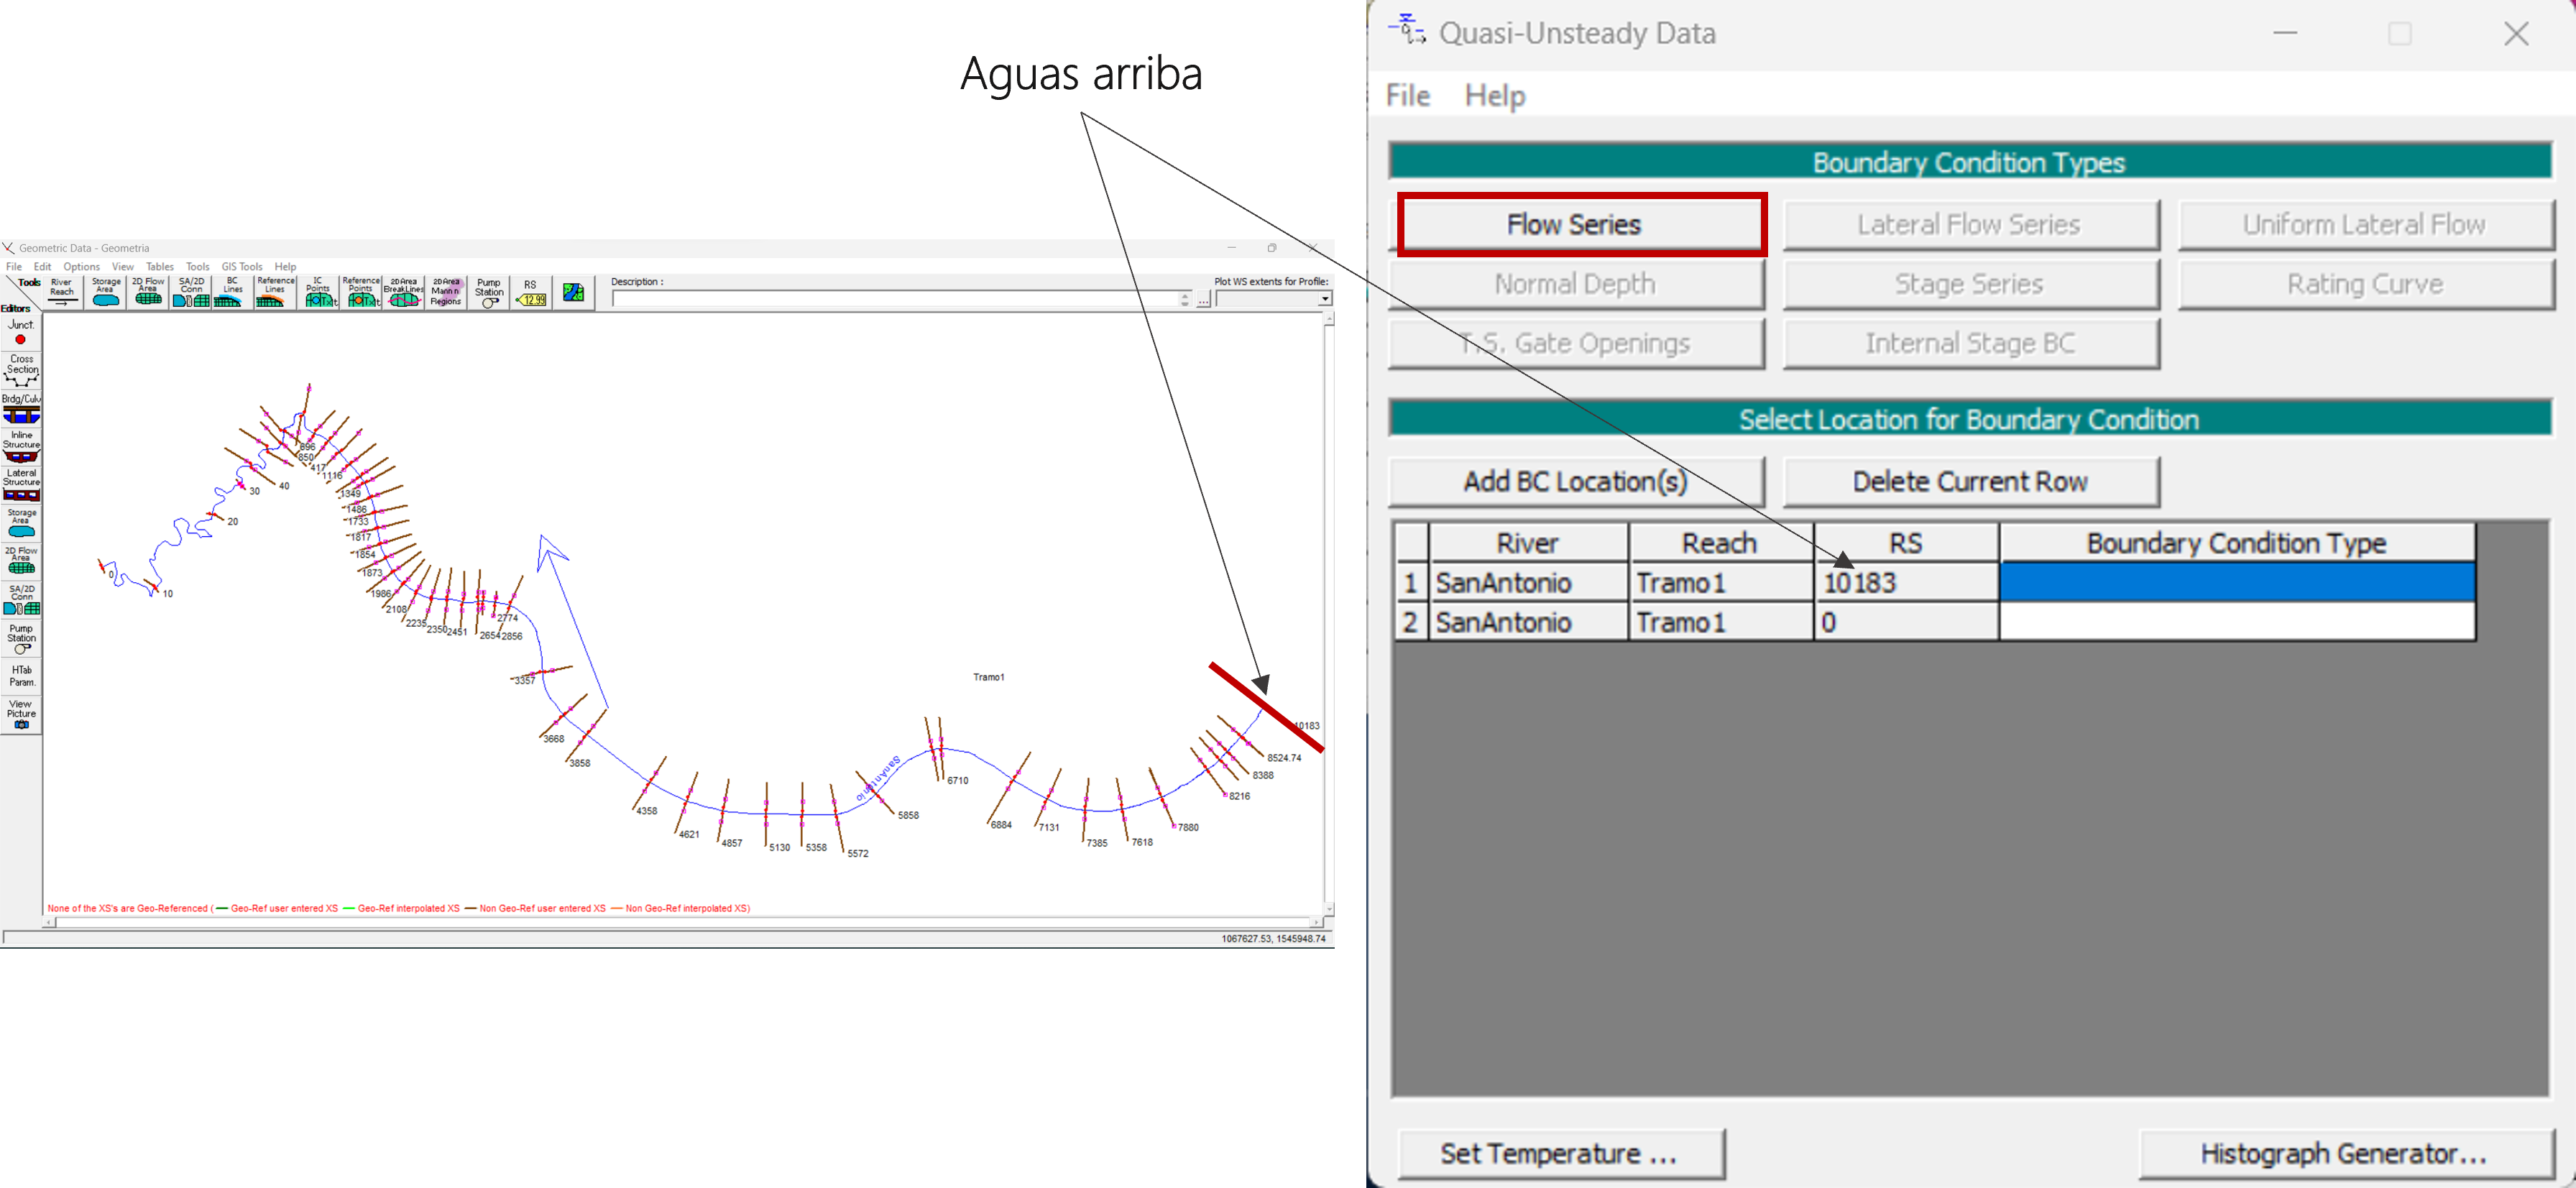 Aguas arriba
Geometric Data - Geometria
File Edit Options View Tables Tools GIS Tools Help
Tools
River Reach
Storage Area
2D Flow Area
SA/2D Conn
BC Lines
Reference Lines
IC Points
Reference Points
2D Area BreakLines
2D Area Mann n Regions
Pump Station
RS
12.99
Description :
...
Plot WS extents for Profile:
Editors
Junct.
Cross Section
Brdg/Culv
Inline Structure
Lateral Structure
Storage Area
2D Flow Area
SA/2D Conn
Pump Station
HTab Param.
View Picture
896
850
417
1116
40
30
1349
1486
20
1733
1817
1854
1873
0
10
1986
2108
2235
2350
2451
2654
2774
2856
3357
Tramo1
3668
3858
10183
8524.74
8388
8216
SanAntonio
6710
4358
4621
4857
5130
5358
5572
5858
6884
7131
7385
7618
7880
None of the XS's are Geo-Referenced ( Geo-Ref user entered XS Geo-Ref interpolated XS Non Geo-Ref user entered XS Non Geo-Ref interpolated XS)
1067627.53, 1545948.74
Quasi-Unsteady Data
File Help
Boundary Condition Types
Flow Series Lateral Flow Series Uniform Lateral Flow
Normal Depth Stage Series Rating Curve
T.S. Gate Openings Internal Stage BC
Select Location for Boundary Condition
Add BC Location(s) Delete Current Row
River Reach RS Boundary Condition Type
1 SanAntonio Tramo1 10183
2 SanAntonio Tramo1 0
Set Temperature ... Histograph Generator...